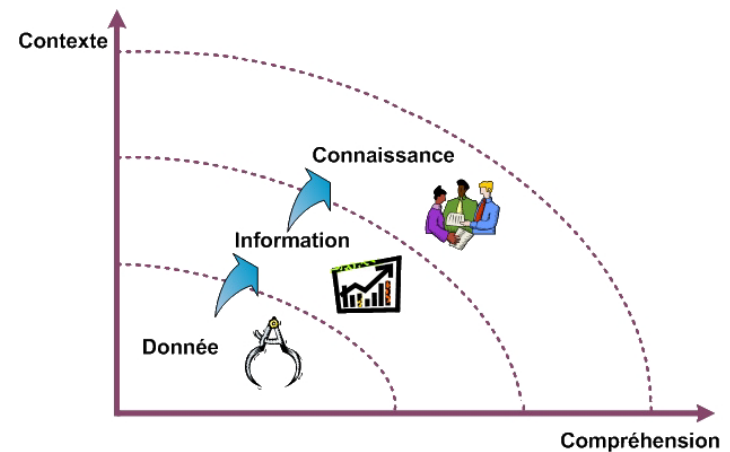 Contexte
Connaissance
Information
Donnée
Compréhension